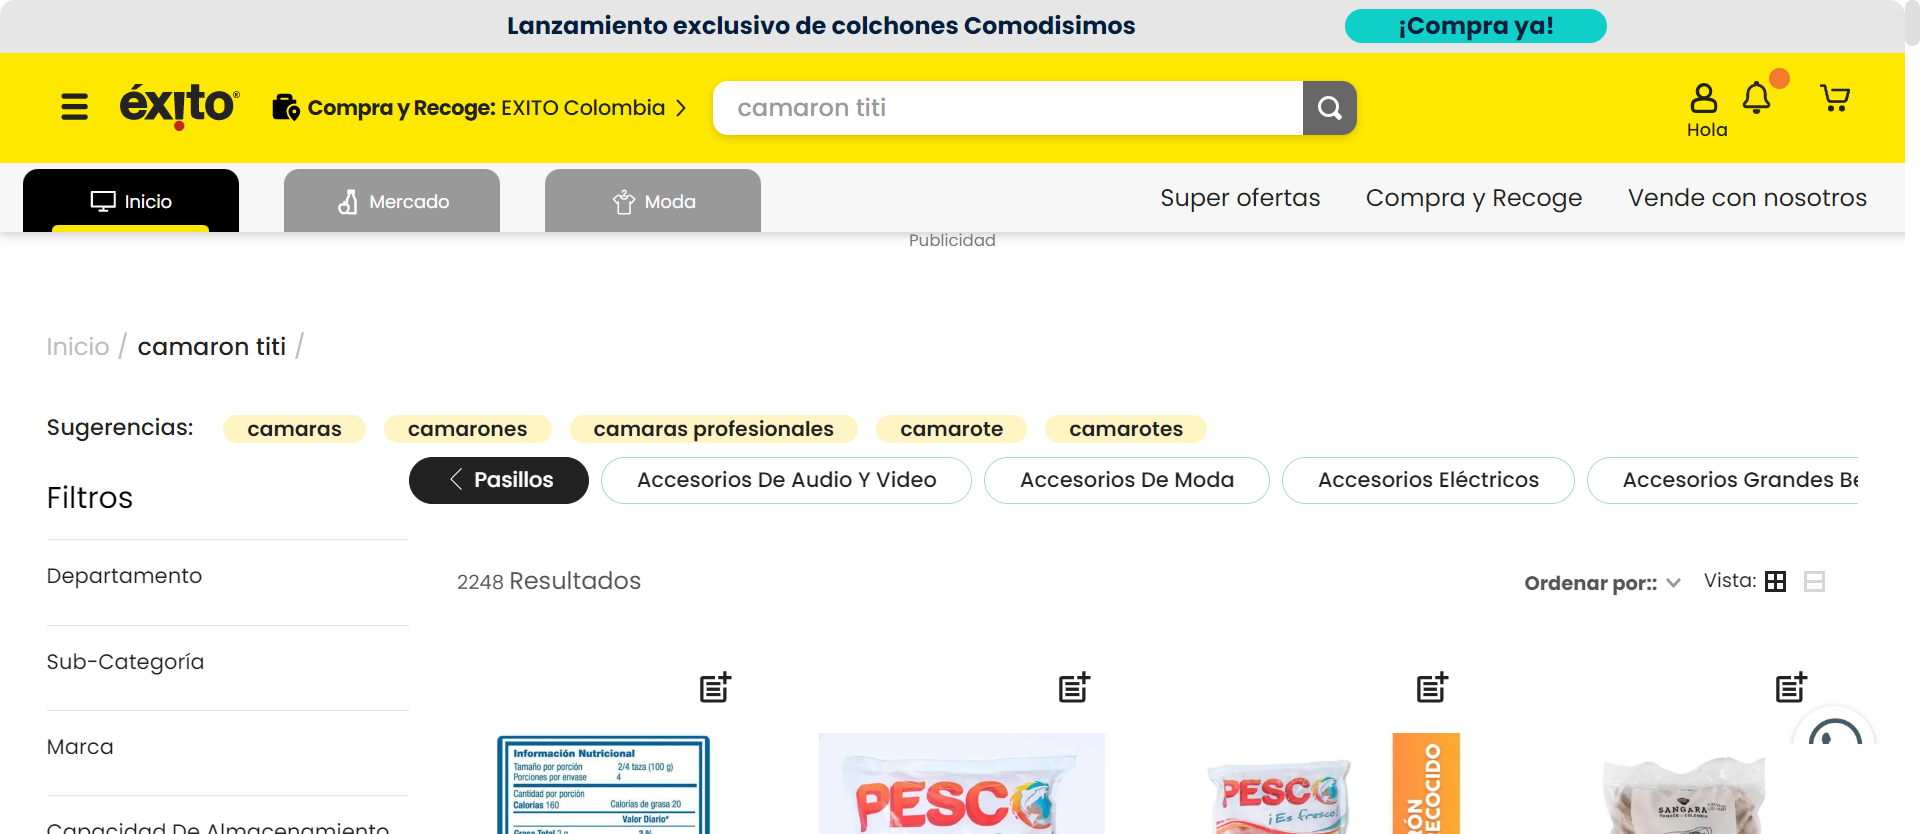 Lanzamiento exclusivo de colchones Comodisimos ¡Compra ya!
éxito® Compra y Recoge: EXITO Colombia camaron titi Hola
Inicio Mercado Moda Super ofertas Compra y Recoge Vende con nosotros
Publicidad
Inicio / camaron titi /
Sugerencias: camaras camarones camaras profesionales camarote camarotes
Pasillos Accesorios De Audio Y Video Accesorios De Moda Accesorios Eléctricos Accesorios Grandes Be
Filtros
Departamento
2248 Resultados Ordenar por:: Vista:
Sub-Categoría
Marca
Capacidad De Almacenamiento
Información Nutricional
Tamaño por porción 2/4 taza (100 g)
Porciones por envase 4
Cantidad por porción
Calorías 160 Calorías de grasa 20
Valor Diario*
Grasa Total 2 g 3 %
PESCO
PESCO
¡Es fresco!
RÓN
ECOCIDO
SANGARA
TUMACO - COLOMBIA